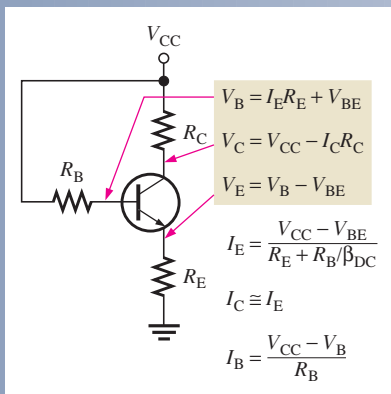 V_CC
V_B = I_E R_E + V_BE
R_C
V_C = V_CC − I_C R_C
R_B
V_E = V_B − V_BE
I_E = (V_CC − V_BE) / (R_E + R_B/β_DC)
R_E
I_C ≅ I_E
I_B = (V_CC − V_B) / R_B